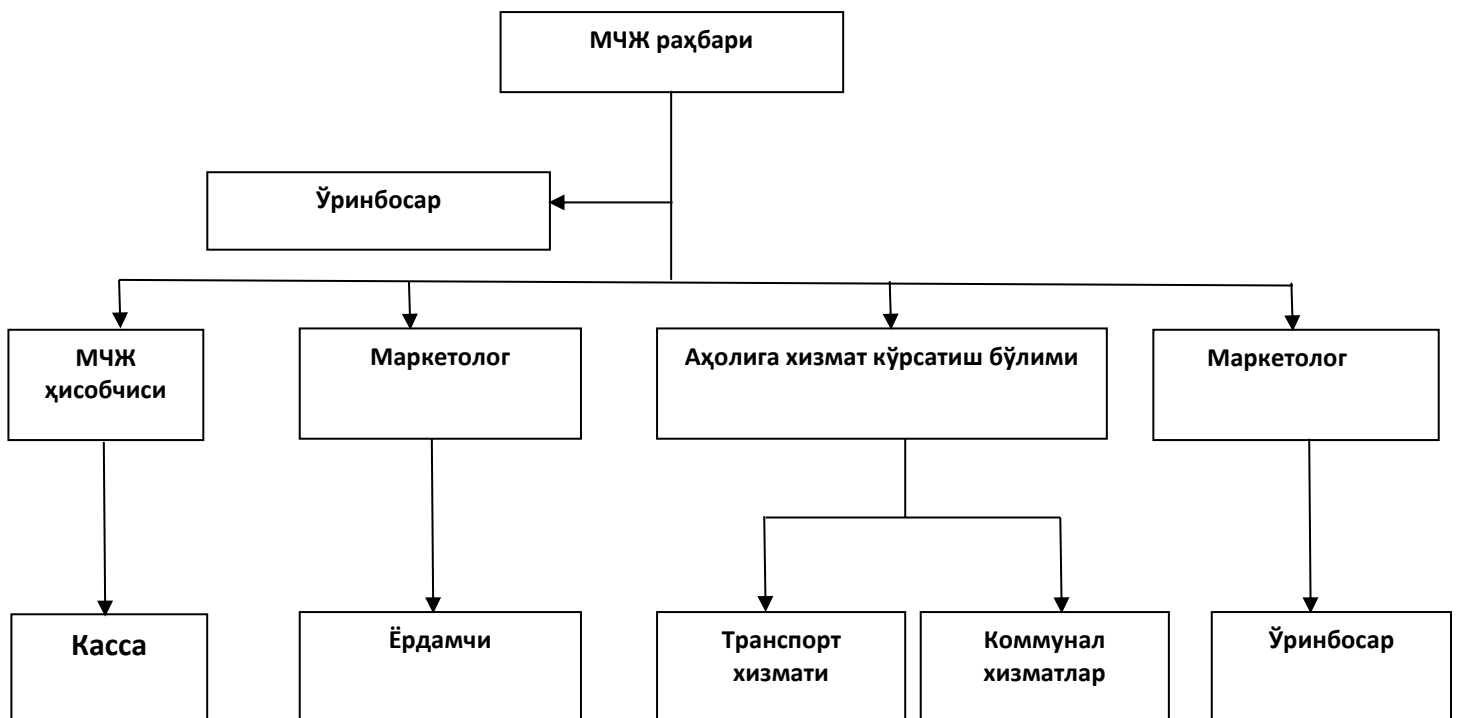 МЧЖ раҳбари
Ўринбосар
МЧЖ
ҳисобчиси
Маркетолог
Аҳолига хизмат кўрсатиш бўлими
Маркетолог
Касса
Ёрдамчи
Транспорт
хизмати
Коммунал
хизматлар
Ўринбосар